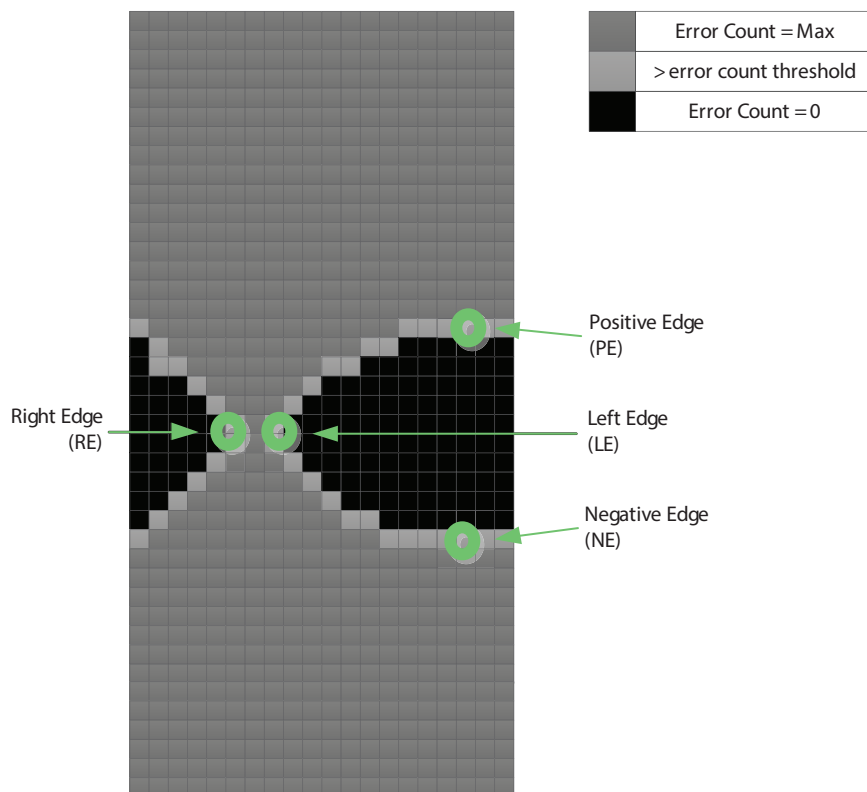 Error Count = Max
> error count threshold
Error Count = 0
Positive Edge
(PE)
Right Edge
(RE)
Left Edge
(LE)
Negative Edge
(NE)